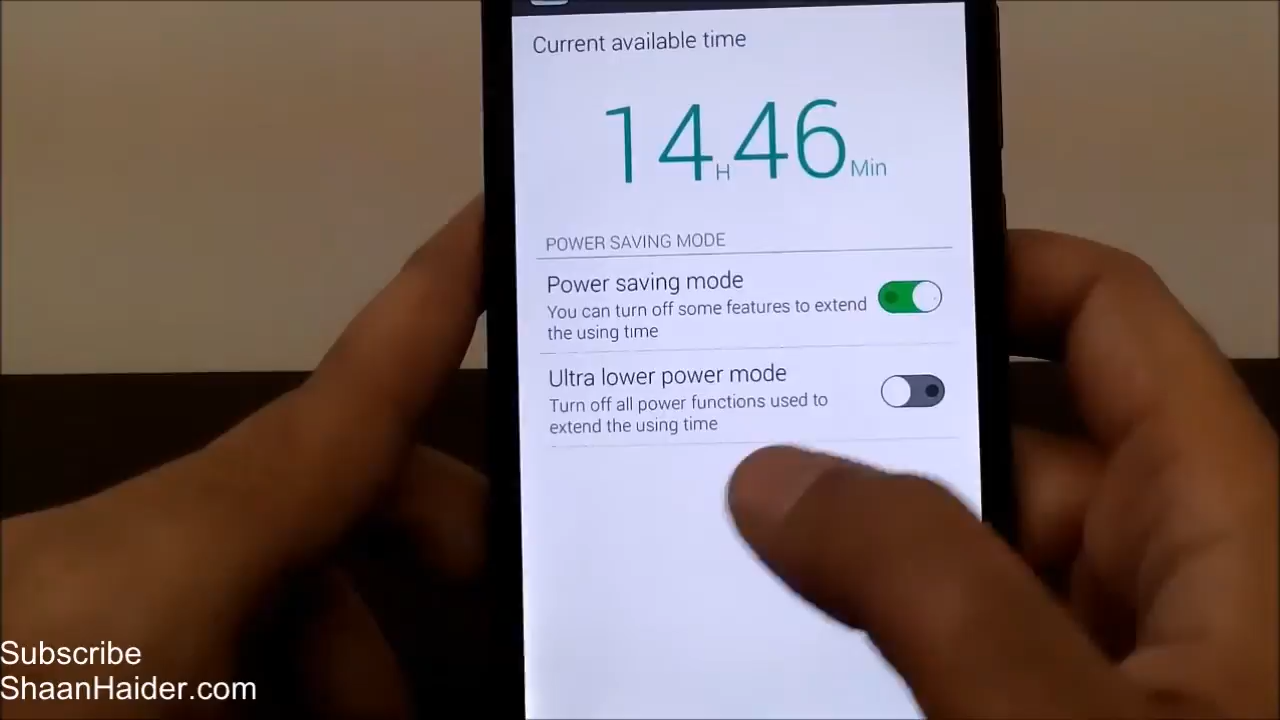 Current available time
14H46Min
POWER SAVING MODE
Power saving mode
You can turn off some features to extend
the using time
Ultra lower power mode
Turn off all power functions used to
extend the using time
Subscribe
ShaanHaider.com